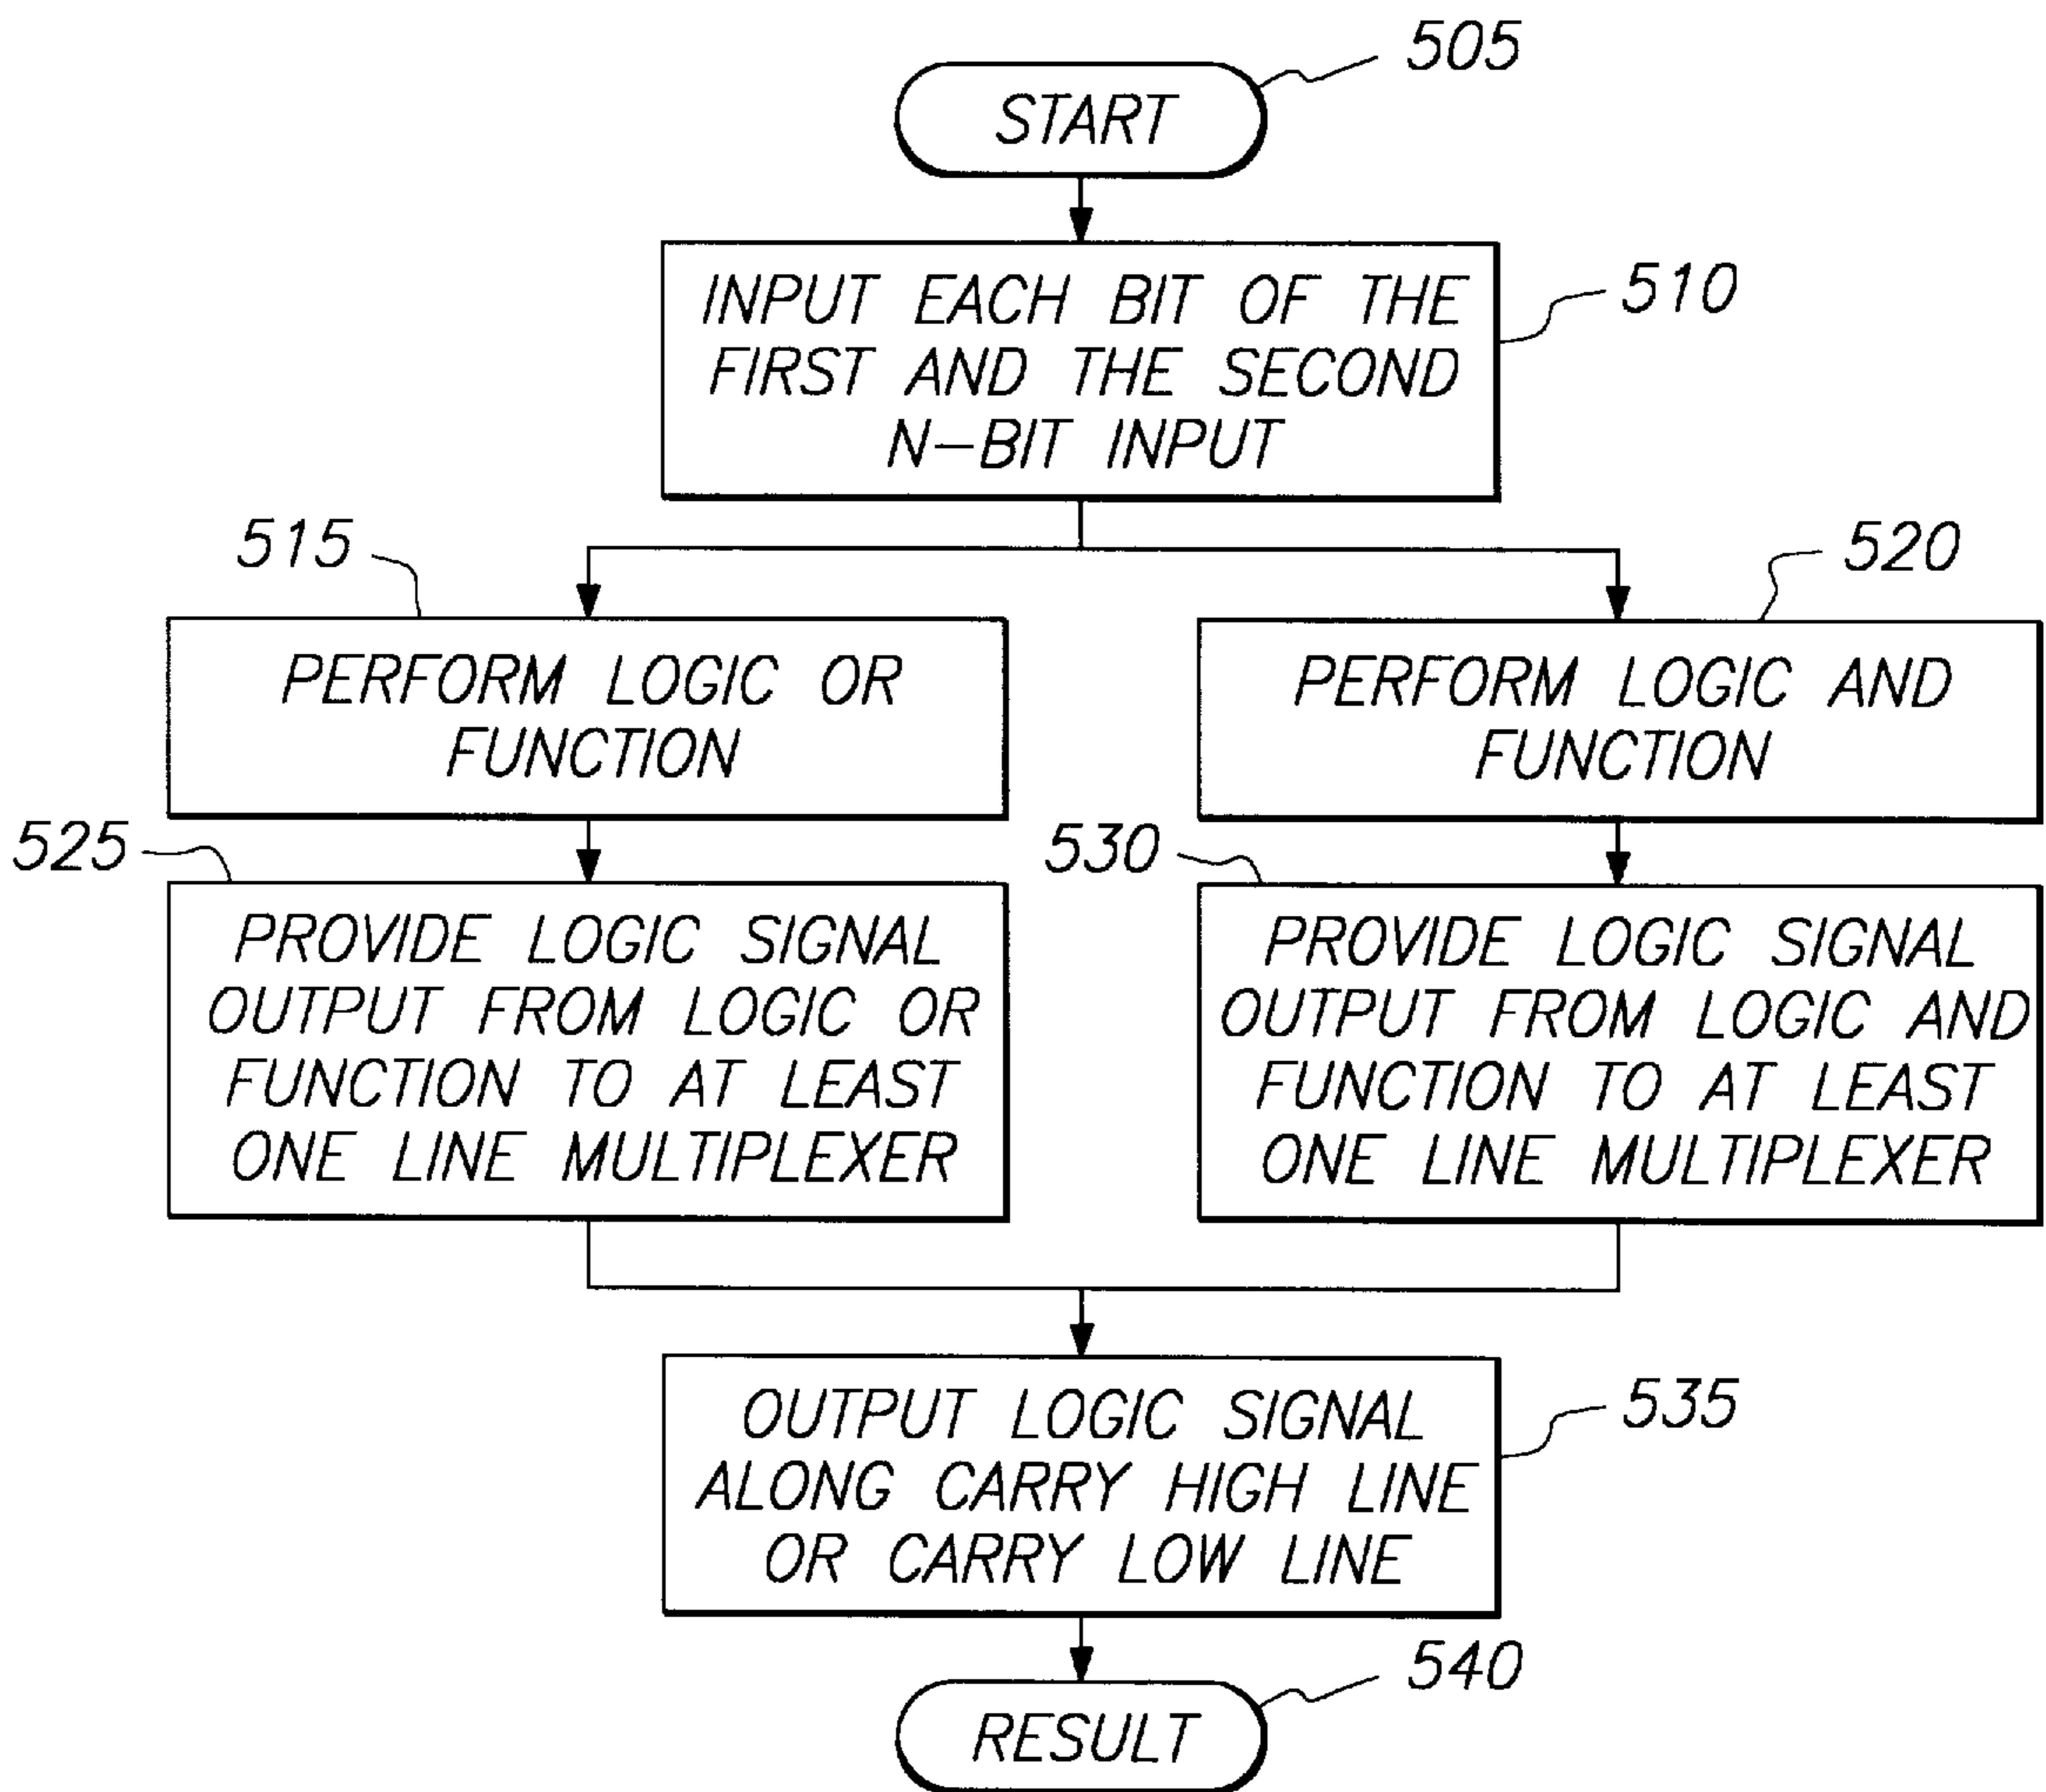 505
START
510
INPUT EACH BIT OF THE
FIRST AND THE SECOND
N-BIT INPUT
515
520
PERFORM LOGIC OR
FUNCTION
PERFORM LOGIC AND
FUNCTION
525
530
PROVIDE LOGIC SIGNAL
OUTPUT FROM LOGIC OR
FUNCTION TO AT LEAST
ONE LINE MULTIPLEXER
PROVIDE LOGIC SIGNAL
OUTPUT FROM LOGIC AND
FUNCTION TO AT LEAST
ONE LINE MULTIPLEXER
535
OUTPUT LOGIC SIGNAL
ALONG CARRY HIGH LINE
OR CARRY LOW LINE
540
RESULT